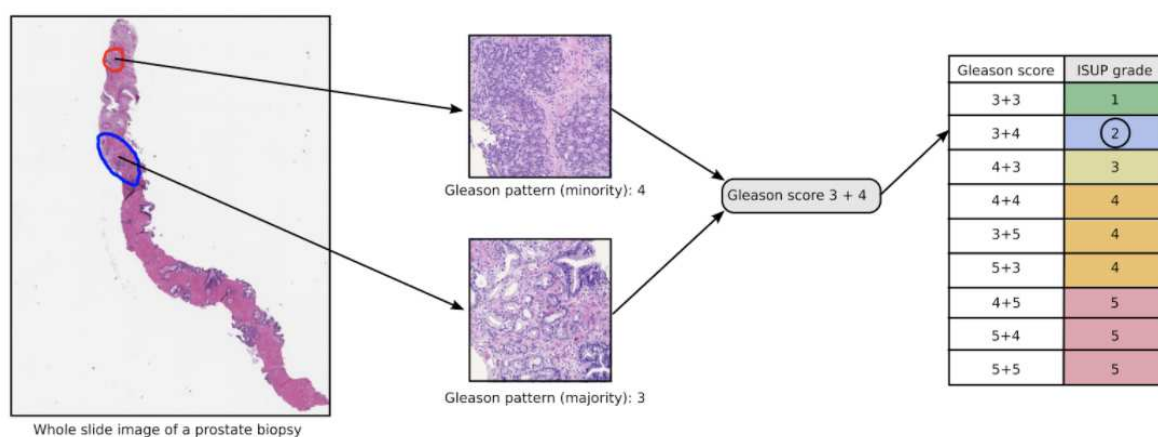 Whole slide image of a prostate biopsy
Gleason pattern (minority): 4
Gleason pattern (majority): 3
Gleason score 3 + 4
Gleason score ISUP grade
3+3 1
3+4 2
4+3 3
4+4 4
3+5 4
5+3 4
4+5 5
5+4 5
5+5 5